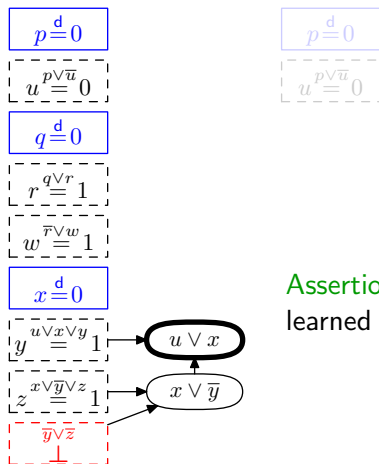 p =ᵈ 0
p =ᵈ 0
u =^{p∨u̅} 0
u =^{p∨u̅} 0
q =ᵈ 0
r =^{q∨r} 1
w =^{r̅∨w} 1
x =ᵈ 0
Assertio
learned
y =^{u∨x∨y} 1
u ∨ x
z =^{x∨y̅∨z} 1
x ∨ y̅
y̅∨z̅
⊥